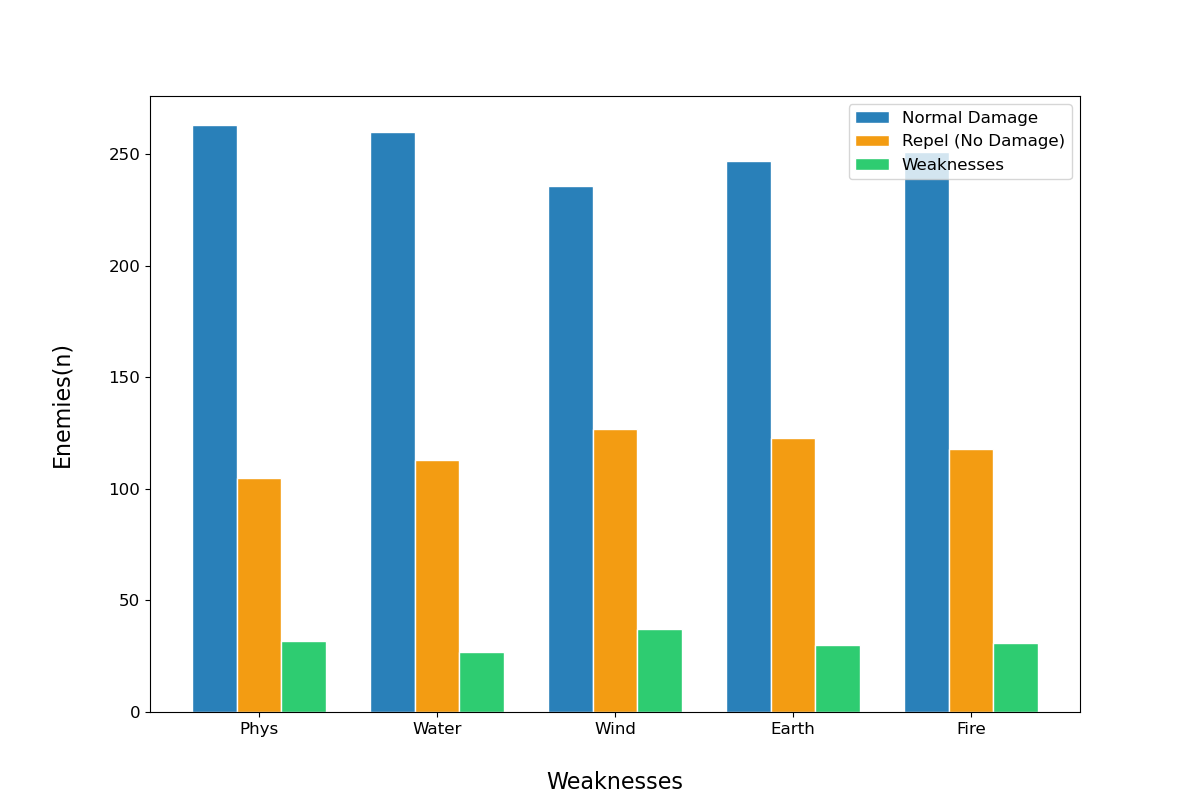 Normal Damage
Repel (No Damage)
Weaknesses
250
200
150
100
50
0
Enemies(n)
Phys Water Wind Earth Fire
Weaknesses